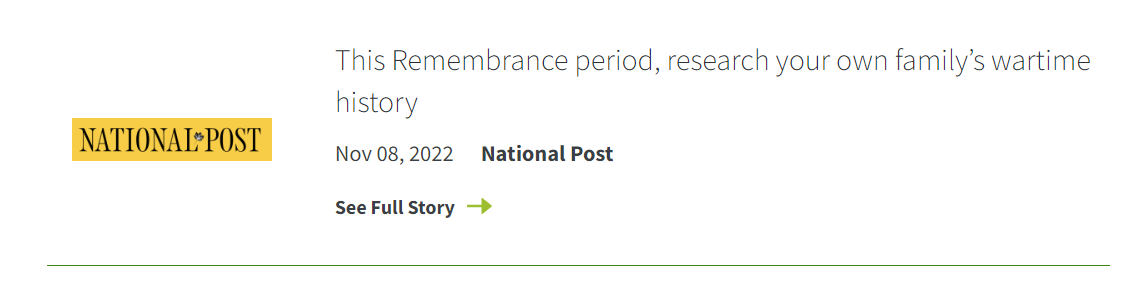 This Remembrance period, research your own family’s wartime
history
NATIONAL POST
Nov 08, 2022 National Post
See Full Story